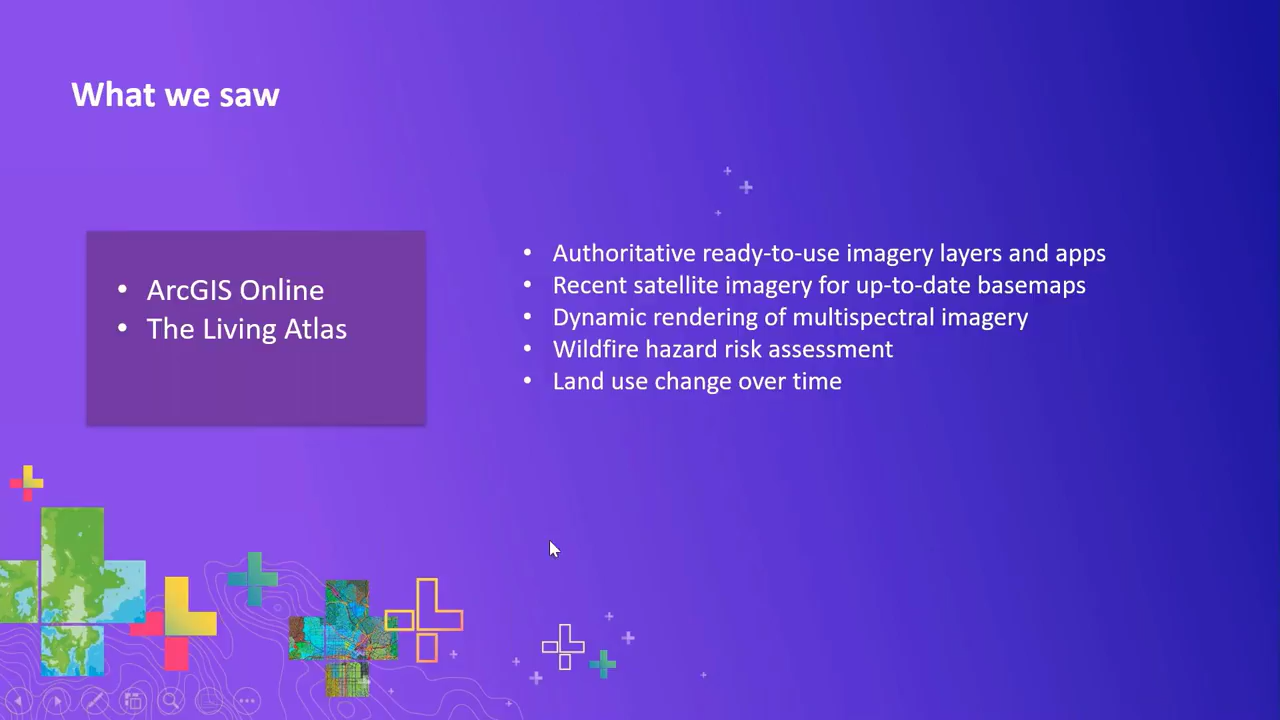 What we saw
• ArcGIS Online
• The Living Atlas
• Authoritative ready-to-use imagery layers and apps
• Recent satellite imagery for up-to-date basemaps
• Dynamic rendering of multispectral imagery
• Wildfire hazard risk assessment
• Land use change over time